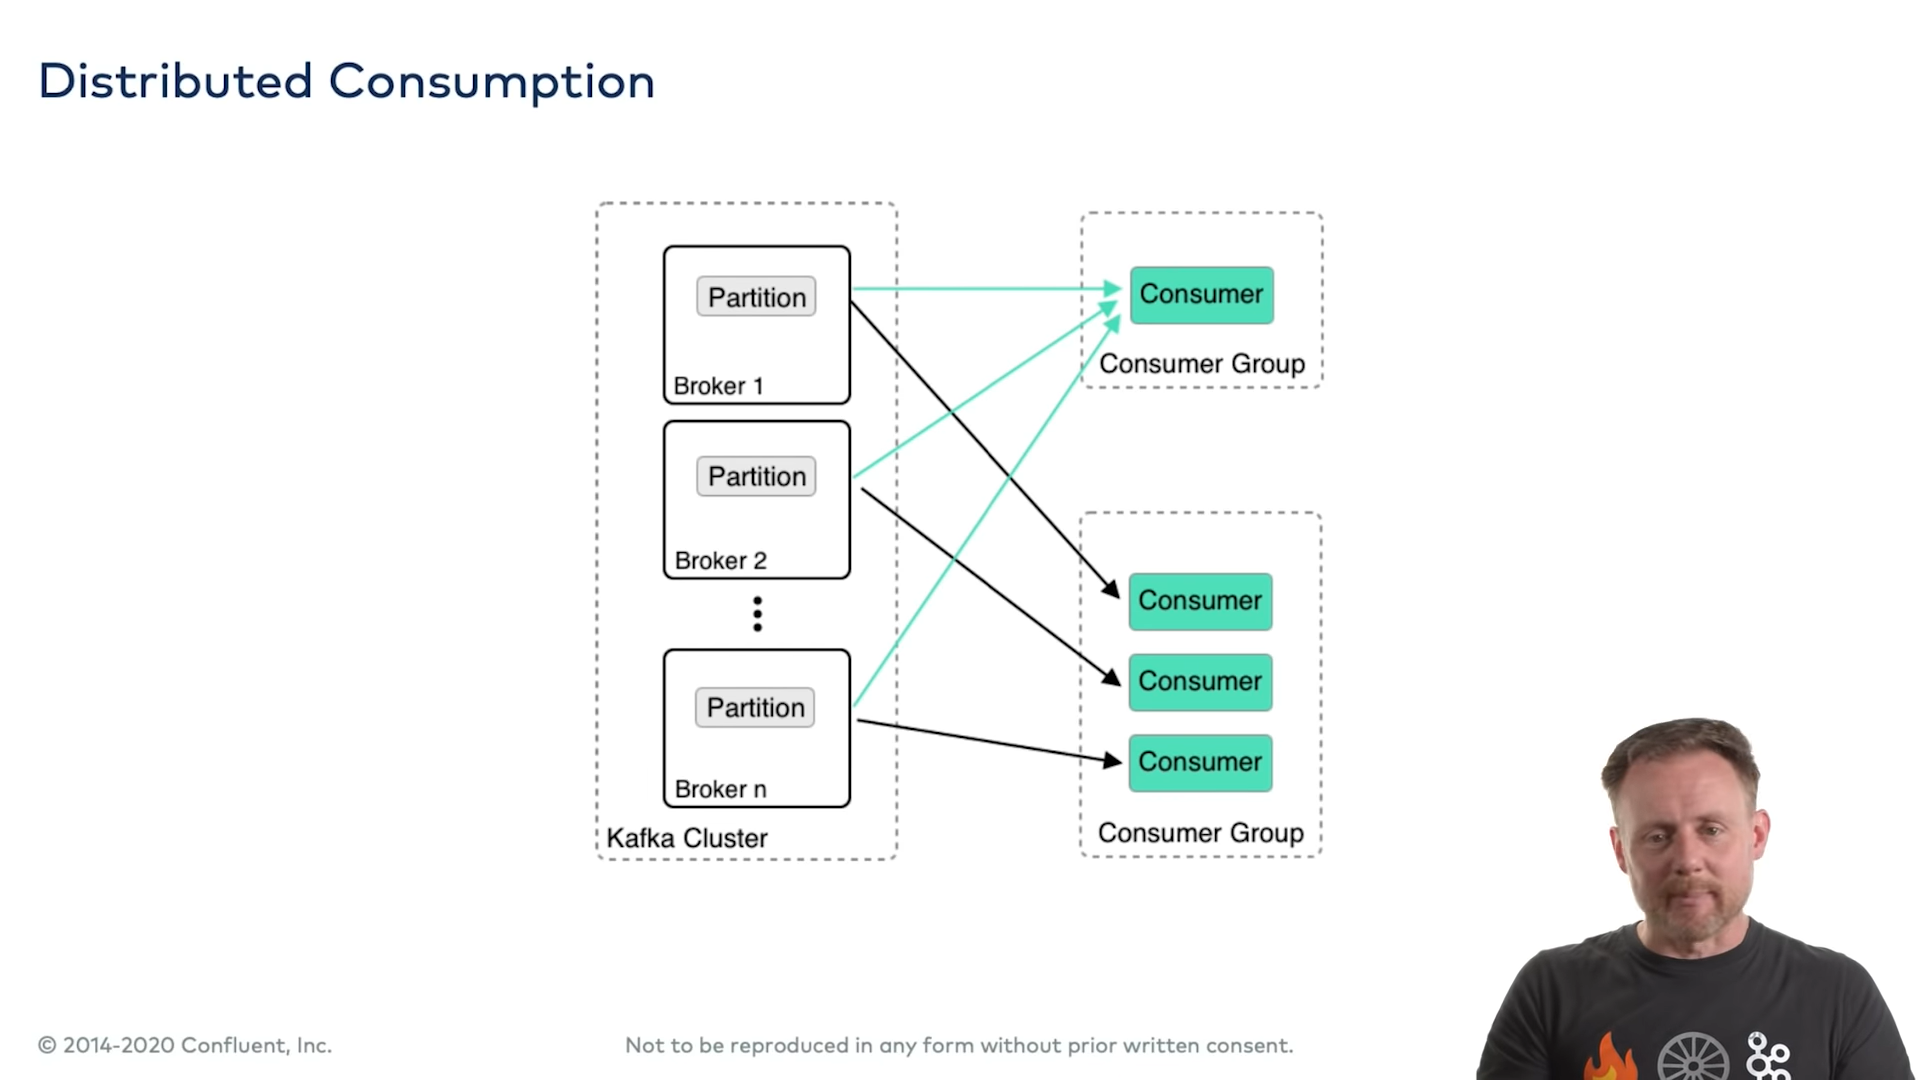 Distributed Consumption
Partition
Broker 1
Partition
Broker 2
Partition
Broker n
Kafka Cluster
Consumer
Consumer Group
Consumer
Consumer
Consumer
Consumer Group
© 2014-2020 Confluent, Inc.
Not to be reproduced in any form without prior written consent.